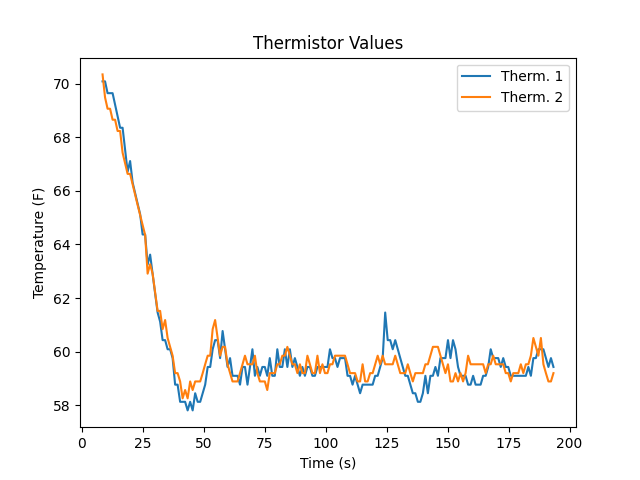 Thermistor Values
Therm. 1
Therm. 2
Temperature (F)
70
68
66
64
62
60
58
0 25 50 75 100 125 150 175 200
Time (s)